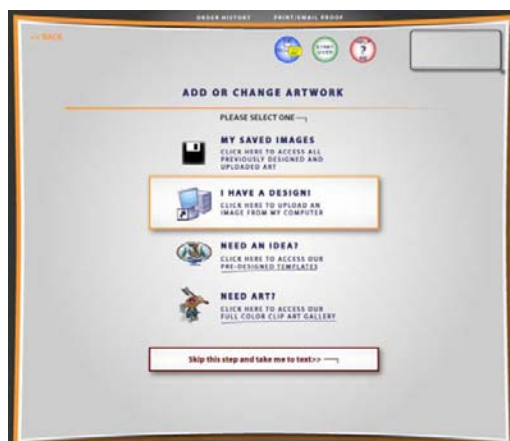 ORDER HISTORY PRINT/EMAIL PROOF
<< BACK
START OVER
?
ADD OR CHANGE ARTWORK
PLEASE SELECT ONE
MY SAVED IMAGES
CLICK HERE TO ACCESS ALL
PREVIOUSLY DESIGNED AND
UPLOADED ART
I HAVE A DESIGN!
CLICK HERE TO UPLOAD AN
IMAGE FROM MY COMPUTER
NEED AN IDEA?
CLICK HERE TO ACCESS OUR
PRE-DESIGNED TEMPLATES
NEED ART?
CLICK HERE TO ACCESS OUR
FULL COLOR CLIP ART GALLERY
Skip this step and take me to text>>